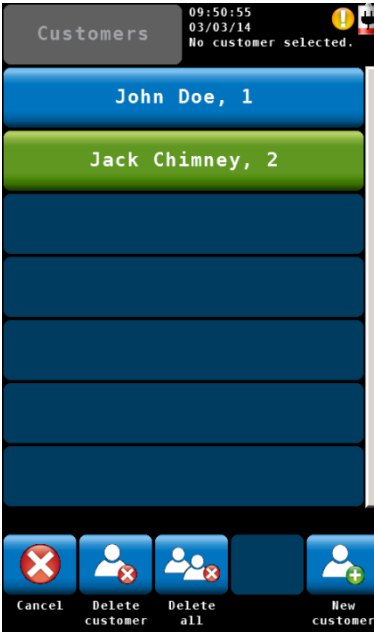 Customers
09:50:55
03/03/14
No customer selected.
John Doe, 1
Jack Chimney, 2
Cancel
Delete
customer
Delete
all
New
customer